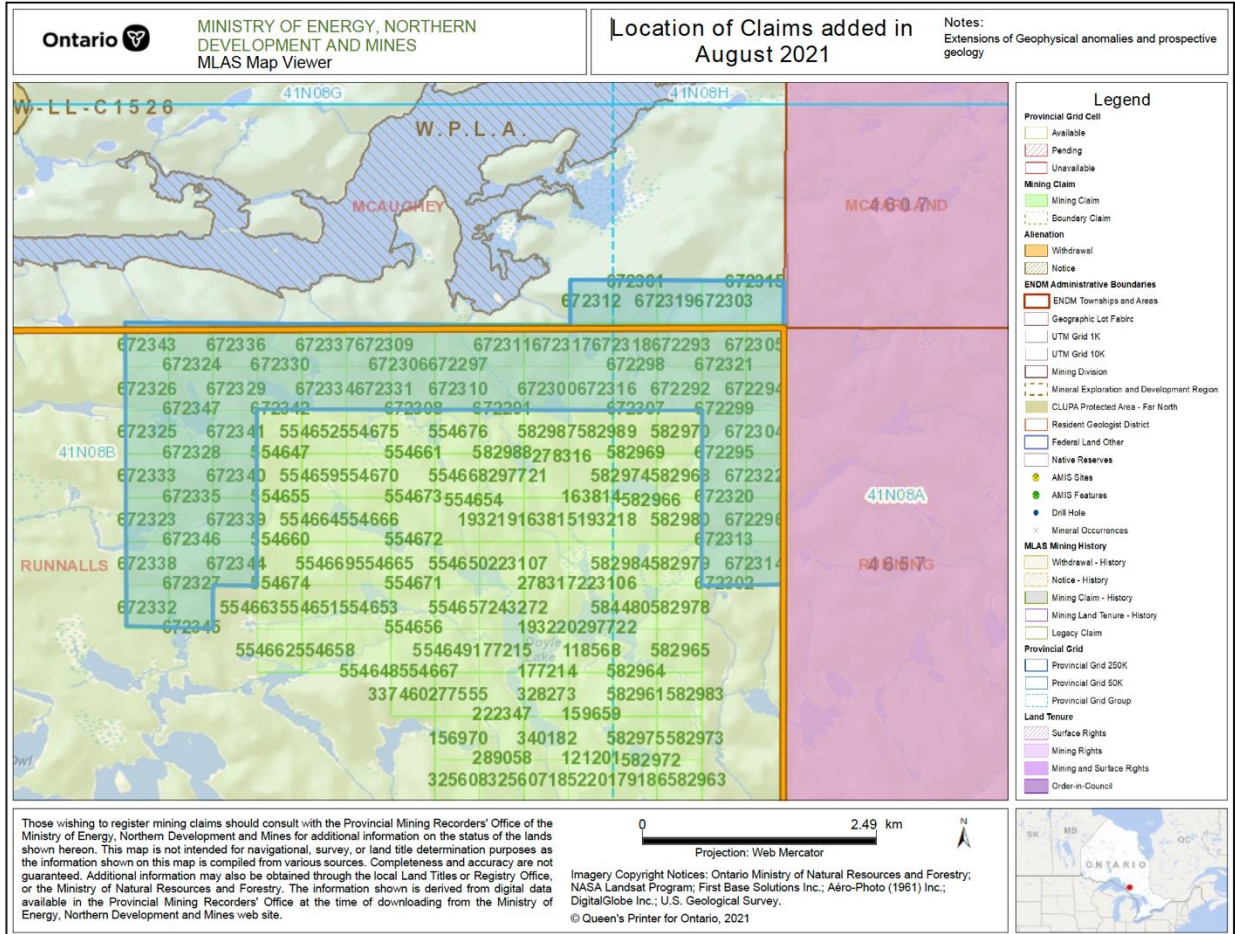 Ontario
MINISTRY OF ENERGY, NORTHERN
DEVELOPMENT AND MINES
MLAS Map Viewer
Location of Claims added in
August 2021
Notes:
Extensions of Geophysical anomalies and prospective
geology
41N08G 41N08H
W-LL-C1526
W.P.L.A.
MCAUGHEY
4607
672301 672315
672312 672319 672303
672343 672336 672337 672309 672311 672317 672318 672293 672305
672324 672330 672306 672297 672298 672321
672326 672329 672334 672331 672310 672300 672316 672292 672294
672347 672342 672308 672291 672307 672299
672325 672341 554652 554675 554676 582987 582989 582970 672304
41N08B
672328 554647 554661 582988 278316 582969 672295
672333 672340 554659 554670 554668 297721 582974 582968 672322
672335 554655 554673 554654 163814 582966 672320
41N08A
672323 672339 554664 554666 193219 163815 193218 582980 672296
672346 554660 554672 672313
RUNNALLS
672338 672344 554669 554665 554650 223107 582984 582979 672314
4657
672327 554674 554671 278317 223106 672302
672332 554663 554651 554653 554657 243272 584480 582978
672345 554656 193220 297722
Doyle
Lake
554662 554658 554649 177215 118568 582965
554648 554667 177214 582964
337460 277555 328273 582961 582983
222347 159659
156970 340182 582975 582973
289058 121201 582972
325608 325607 185220 179186 582963
Legend
Provincial Grid Cell
Available
Pending
Unavailable
Mining Claim
Mining Claim
Boundary Claim
Alienation
Withdrawal
Notice
ENDM Administrative Boundaries
ENDM Townships and Areas
Geographic Lot Fabirc
UTM Grid 1K
UTM Grid 10K
Mining Division
Mineral Exploration and Development Region
CLUPA Protected Area - Far North
Resident Geologist District
Federal Land Other
Native Reserves
AMIS Sites
AMIS Features
Drill Hole
Mineral Occurrences
MLAS Mining History
Withdrawal - History
Notice - History
Mining Claim - History
Mining Land Tenure - History
Legacy Claim
Provincial Grid
Provincial Grid 250K
Provincial Grid 50K
Provincial Grid Group
Land Tenure
Surface Rights
Mining Rights
Mining and Surface Rights
Order-in-Council
Those wishing to register mining claims should consult with the Provincial Mining Recorders' Office of the
Ministry of Energy, Northern Development and Mines for additional information on the status of the lands
shown hereon. This map is not intended for navigational, survey, or land title determination purposes as
the information shown on this map is compiled from various sources. Completeness and accuracy are not
guaranteed. Additional information may also be obtained through the local Land Titles or Registry Office,
or the Ministry of Natural Resources and Forestry. The information shown is derived from digital data
available in the Provincial Mining Recorders' Office at the time of downloading from the Ministry of
Energy, Northern Development and Mines web site.
0 2.49 km
Projection: Web Mercator
N
Imagery Copyright Notices: Ontario Ministry of Natural Resources and Forestry;
NASA Landsat Program; First Base Solutions Inc.; Aéro-Photo (1961) Inc.;
DigitalGlobe Inc.; U.S. Geological Survey.
© Queen's Printer for Ontario, 2021
SK MB ONTARIO QC